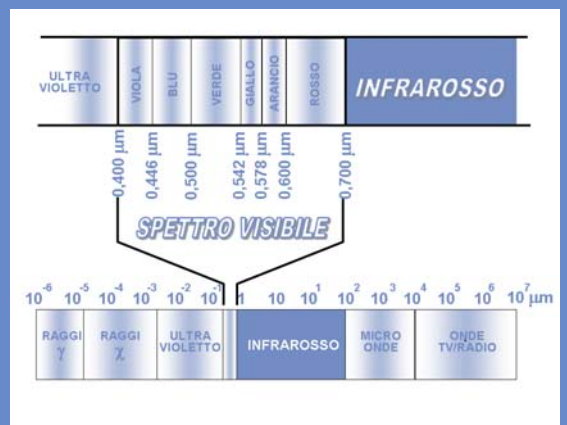 ULTRA
VIOLETTO
VIOLA
BLU
VERDE
GIALLO
ARANCIO
ROSSO
INFRAROSSO
0,400 µm
0,446 µm
0,500 µm
0,542 µm
0,578 µm
0,600 µm
0,700 µm
SPETTRO VISIBILE
10⁻⁶ 10⁻⁵ 10⁻⁴ 10⁻³ 10⁻² 10⁻¹ 1 10 10¹ 10² 10³ 10⁴ 10⁵ 10⁶ 10⁷ µm
RAGGI
γ
RAGGI
χ
ULTRA
VIOLETTO
INFRAROSSO
MICRO
ONDE
ONDE
TV/RADIO